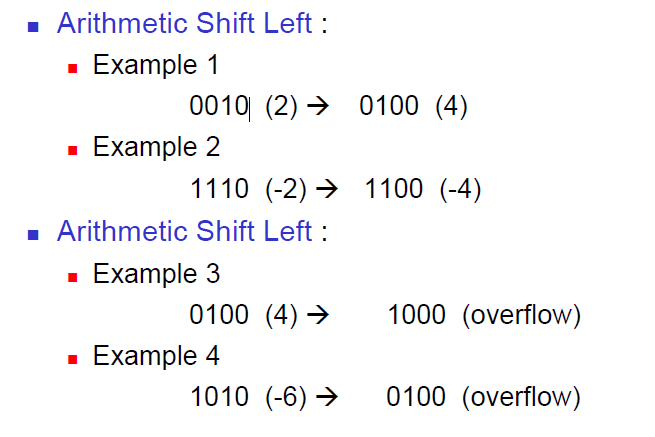 Arithmetic Shift Left :
Example 1
0010 (2) → 0100 (4)
Example 2
1110 (-2) → 1100 (-4)
Arithmetic Shift Left :
Example 3
0100 (4) → 1000 (overflow)
Example 4
1010 (-6) → 0100 (overflow)